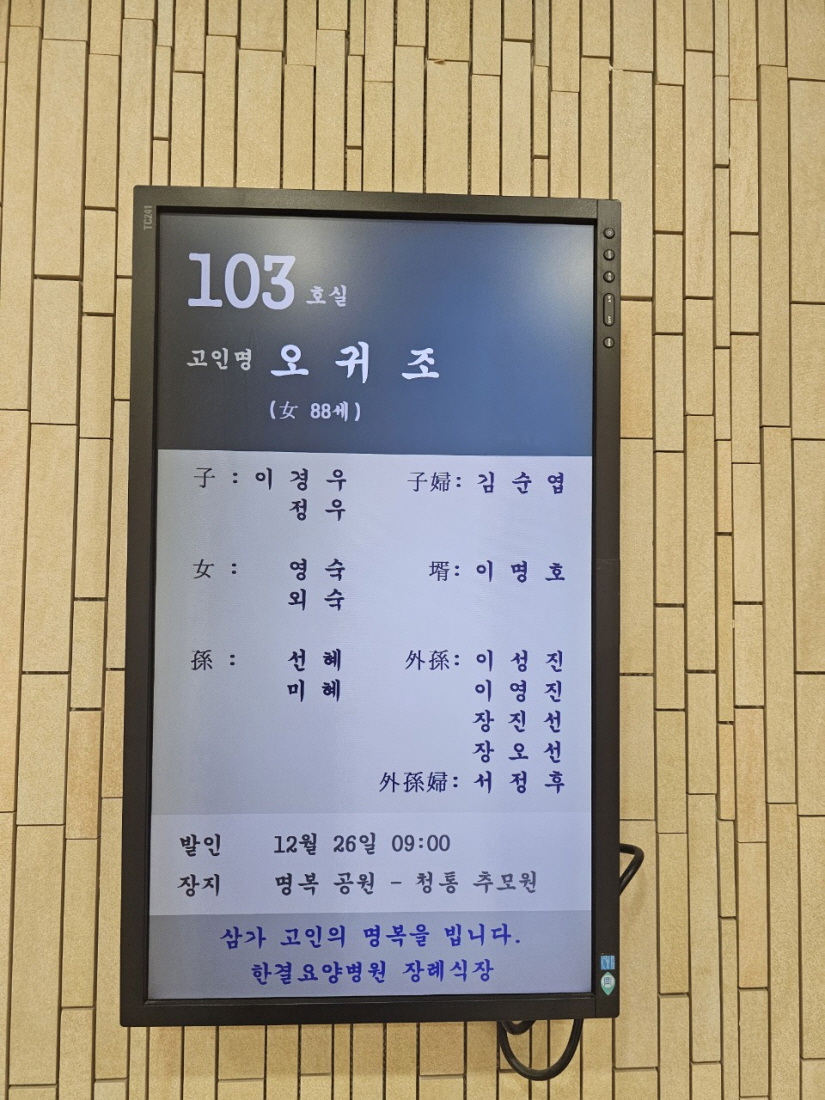 TC241
103 호실
고인명 오 귀 조
(女 88세)
子 : 이 경 우 子婦: 김 순 엽
정 우
女 : 영 숙 壻: 이 명 호
외 숙
孫 : 선 혜 外孫: 이 성 진
미 혜 이 영 진
장 진 선
장 오 선
外孫婦: 서 정 후
발인 12월 26일 09:00
장지 명복 공원 - 청통 추모원
삼가 고인의 명복을 빕니다.
한결요양병원 장례식장